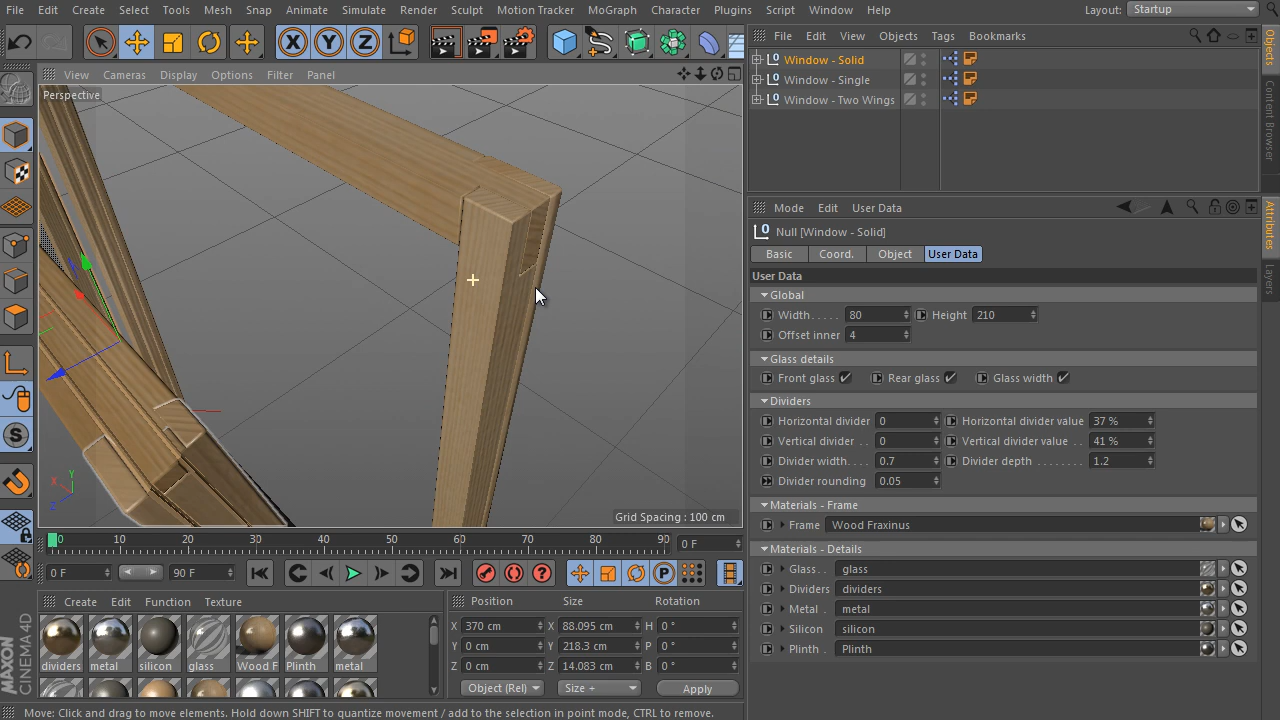 File Edit Create Select Tools Mesh Snap Animate Simulate Render Sculpt Motion Tracker MoGraph Character Plugins Script Window Help Layout: Startup
X Y Z
File Edit View Objects Tags Bookmarks
Objects
Content Browser
Window - Solid
Window - Single
Window - Two Wings
View Cameras Display Options Filter Panel
Perspective
Y
X
Z
Grid Spacing : 100 cm
Mode Edit User Data
Attributes
Layers
Null [Window - Solid]
Basic Coord. Object User Data
User Data
Global
Width..... 80 Height 210
Offset inner 4
Glass details
Front glass Rear glass Glass width
Dividers
Horizontal divider 0 Horizontal divider value 37 %
Vertical divider .. 0 Vertical divider value .. 41 %
Divider width.... 0.7 Divider depth ........ 1.2
Divider rounding 0.05
Materials - Frame
Frame Wood Fraxinus
Materials - Details
Glass.. glass
Dividers dividers
Metal . metal
Silicon silicon
Plinth . Plinth
0 10 20 30 40 50 60 70 80 90 0 F
0 F 90 F
P
Create Edit Function Texture
dividers metal silicon glass Wood F Plinth metal
Position Size Rotation
X 370 cm X 88.095 cm H 0 °
Y 0 cm Y 218.3 cm P 0 °
Z 0 cm Z 14.083 cm B 0 °
Object (Rel) Size + Apply
MAXON
CINEMA 4D
Move: Click and drag to move elements. Hold down SHIFT to quantize movement / add to the selection in point mode, CTRL to remove.